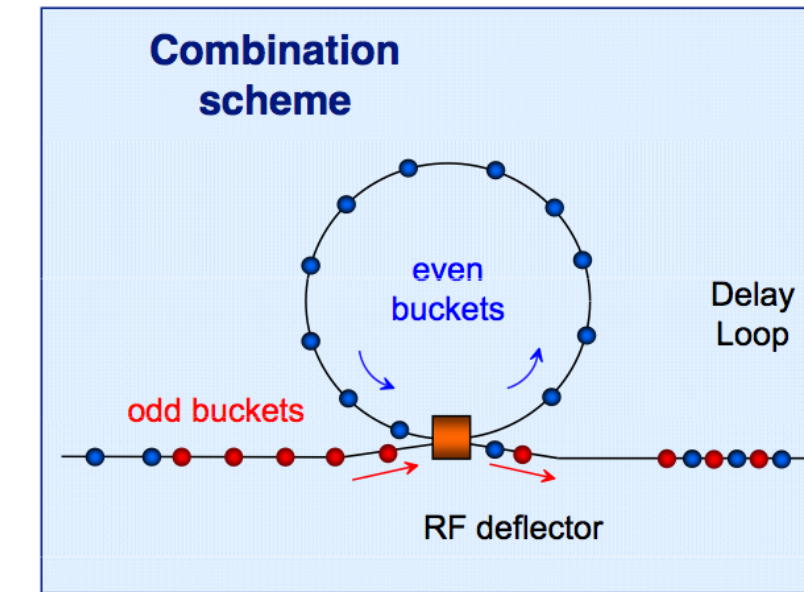 Combination
scheme
even
buckets
Delay
Loop
odd buckets
RF deflector